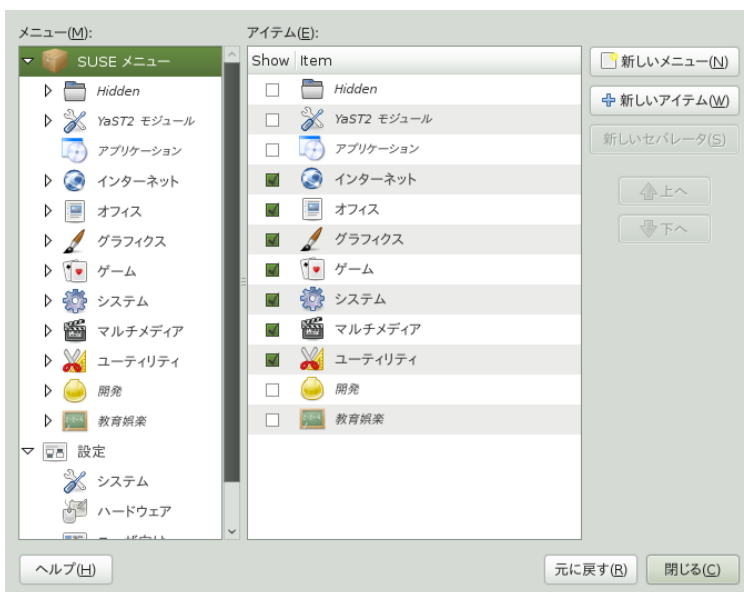 メニュー(M):
SUSE メニュー
Hidden
YaST2 モジュール
アプリケーション
インターネット
オフィス
グラフィクス
ゲーム
システム
マルチメディア
ユーティリティ
開発
教育娯楽
設定
システム
ハードウェア
アイテム(E):
Show Item
Hidden
YaST2 モジュール
アプリケーション
インターネット
オフィス
グラフィクス
ゲーム
システム
マルチメディア
ユーティリティ
開発
教育娯楽
新しいメニュー(N)
新しいアイテム(W)
新しいセパレータ(S)
上へ
下へ
ヘルプ(H)
元に戻す(R)
閉じる(C)